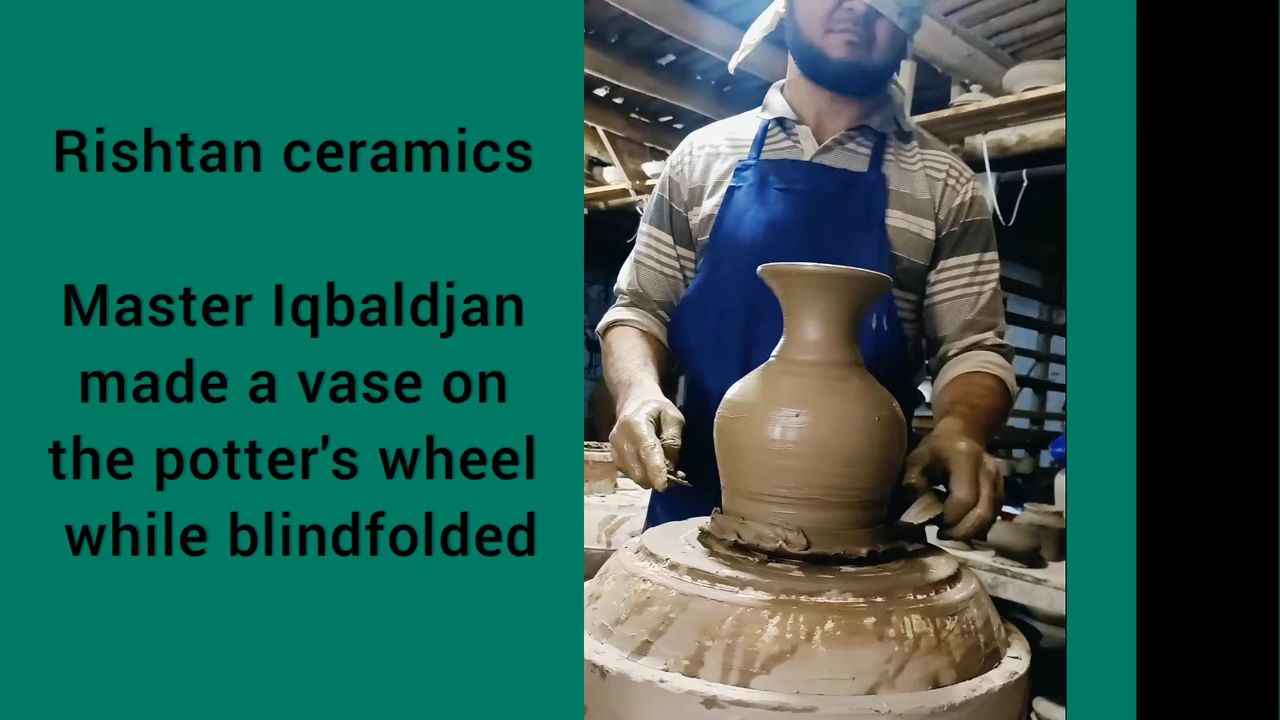 Rishtan ceramics
Master Iqbaldjan
made a vase on
the potter's wheel
while blindfolded